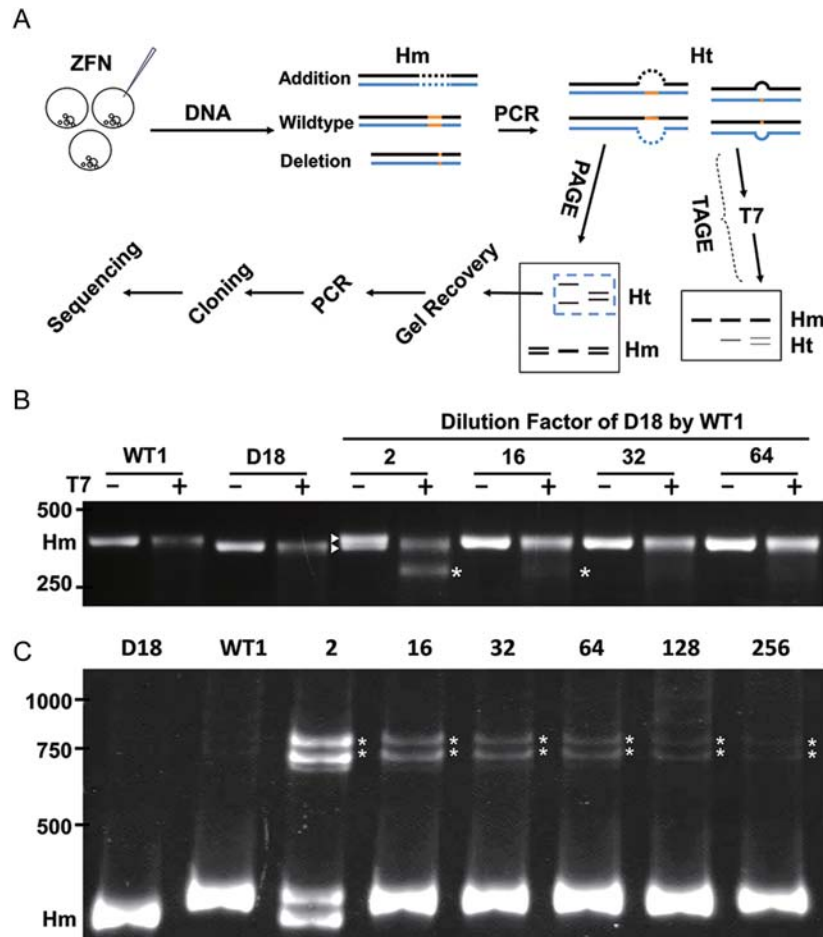 A
ZFN
DNA
Hm
Addition
Wildtype
Deletion
PCR
Ht
PAGE
TAGE
T7
Hm
Ht
Ht
Hm
Gel Recovery
PCR
Cloning
Sequencing
B
Dilution Factor of D18 by WT1
WT1 D18 2 16 32 64
T7 – + – + – + – + – + – +
500
Hm
250
*
*
C
D18 WT1 2 16 32 64 128 256
1000
750
500
Hm
* * * * * *
* * * * * *